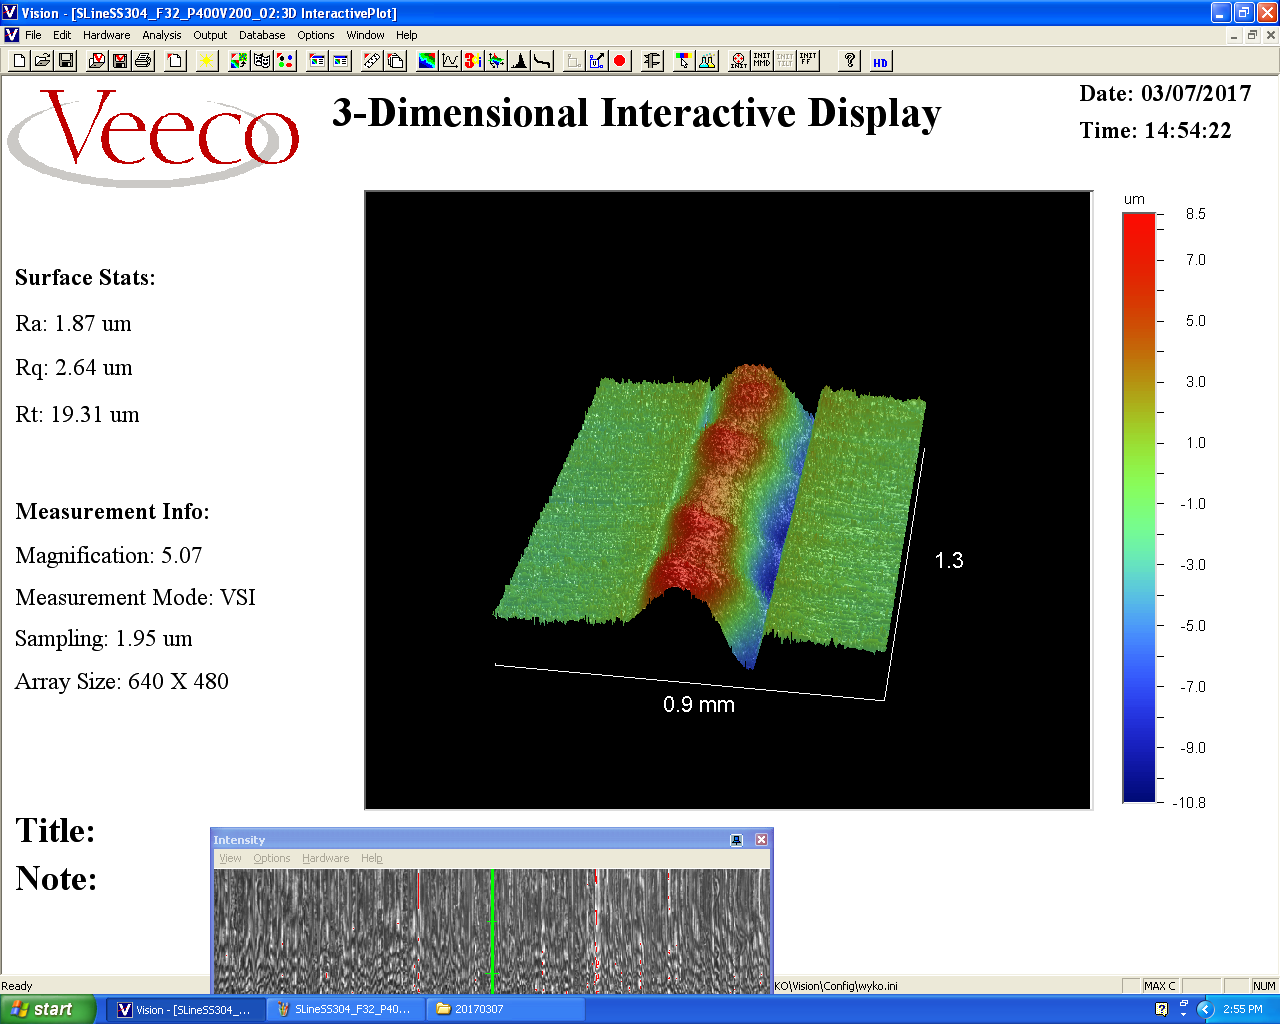 Vision - [SLineSS304_F32_P400V200_02:3D InteractivePlot]
File Edit Hardware Analysis Output Database Options Window Help
INIT
INIT MMD
INIT TILT
INIT FF
HD
Veeco
3-Dimensional Interactive Display
Date: 03/07/2017
Time: 14:54:22
Surface Stats:
Ra: 1.87 um
Rq: 2.64 um
Rt: 19.31 um
Measurement Info:
Magnification: 5.07
Measurement Mode: VSI
Sampling: 1.95 um
Array Size: 640 X 480
Title:
Note:
1.3
0.9 mm
um
8.5
7.0
5.0
3.0
1.0
-1.0
-3.0
-5.0
-7.0
-9.0
-10.8
Intensity
View Options Hardware Help
Ready
KO\Vision\Config\wyko.ini
MAX C
NUM
start
Vision - [SLineSS304_...
SLineSS304_F32_P40...
20170307
2:55 PM